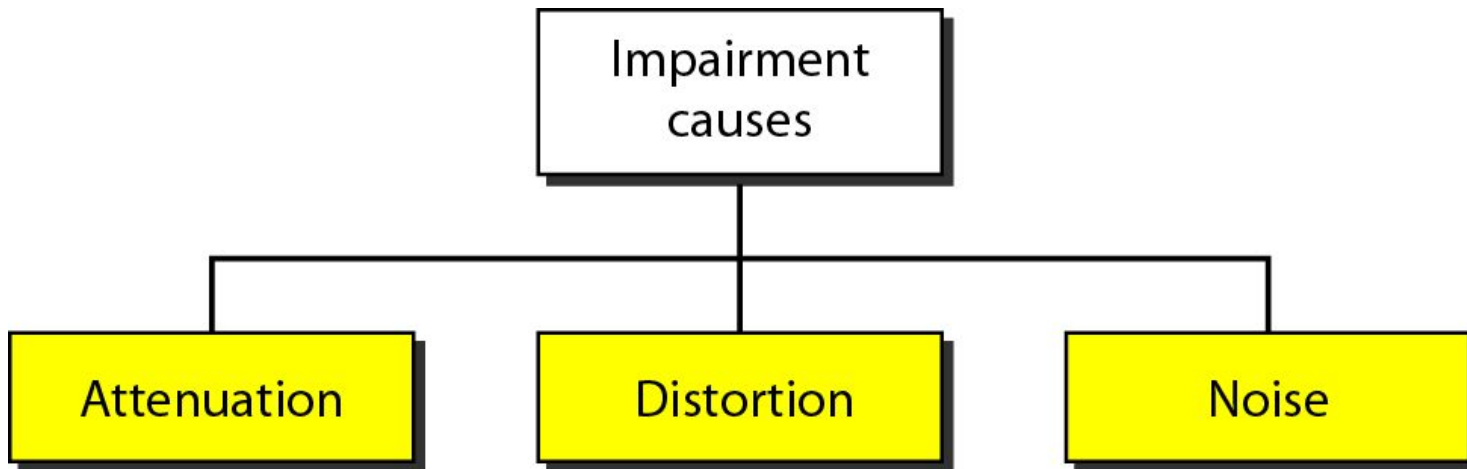 Impairment
causes
Attenuation
Distortion
Noise